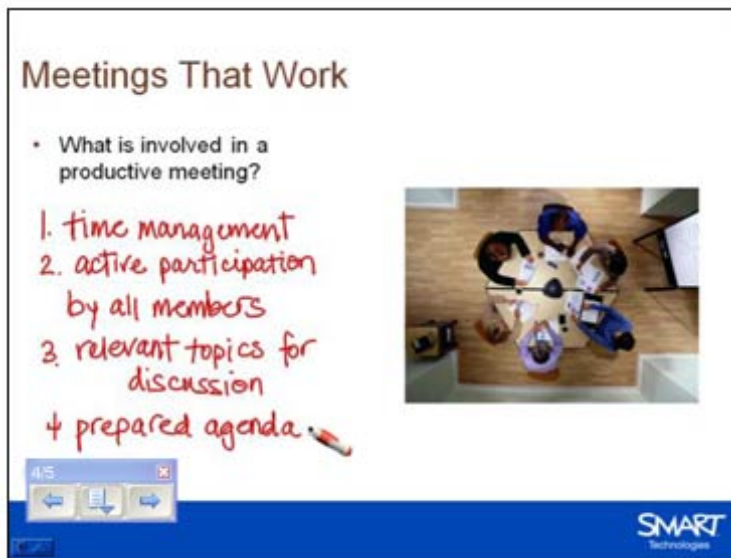 Meetings That Work
• What is involved in a
productive meeting?
1. time management
2. active participation
by all members
3. relevant topics for
discussion
4 prepared agenda
4/5
SMART
Technologies